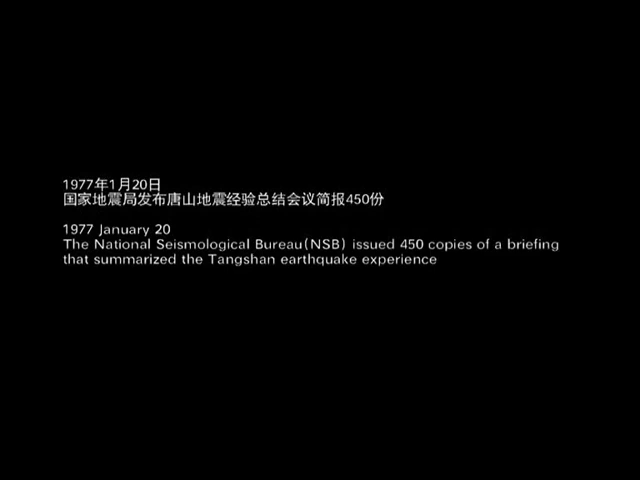 1977年1月20日
国家地震局发布唐山地震经验总结会议简报450份
1977 January 20
The National Seismological Bureau(NSB) issued 450 copies of a briefing
that summarized the Tangshan earthquake experience